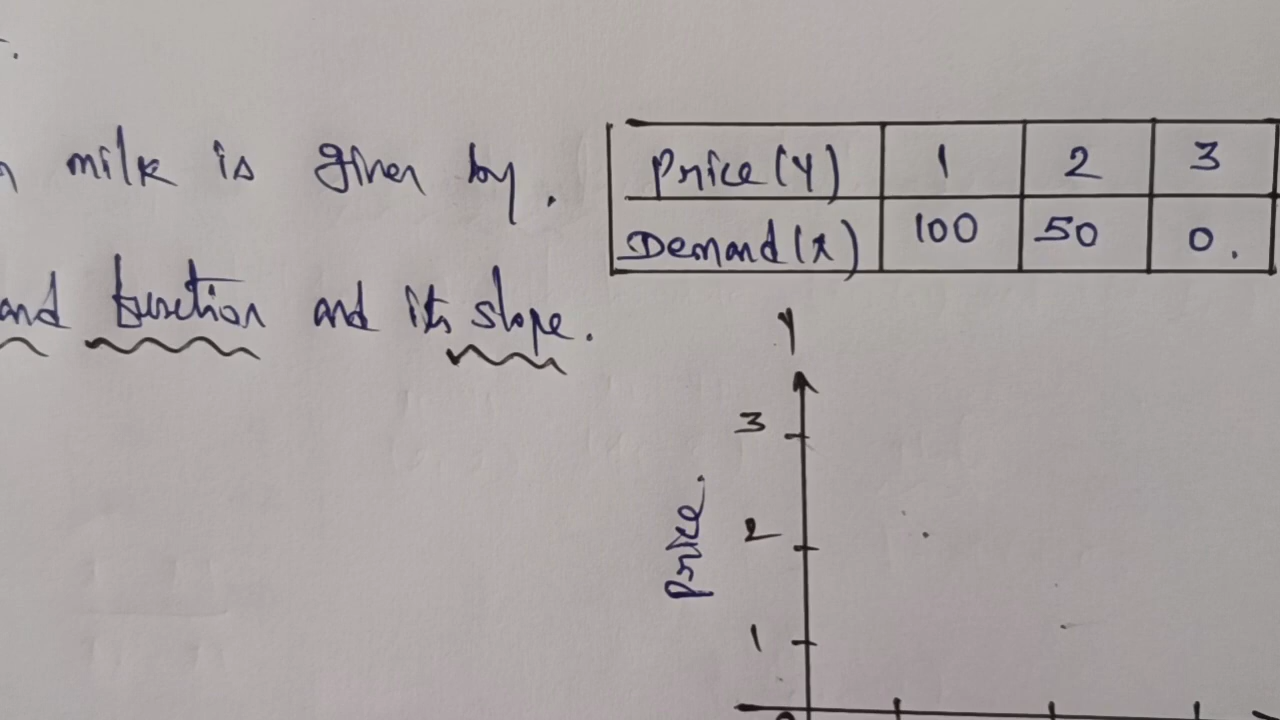 milk is given by.
Price(Y) 1 2 3
Demand(x) 100 50 0.
and function and its slope.
Y
3
Price.
2
1